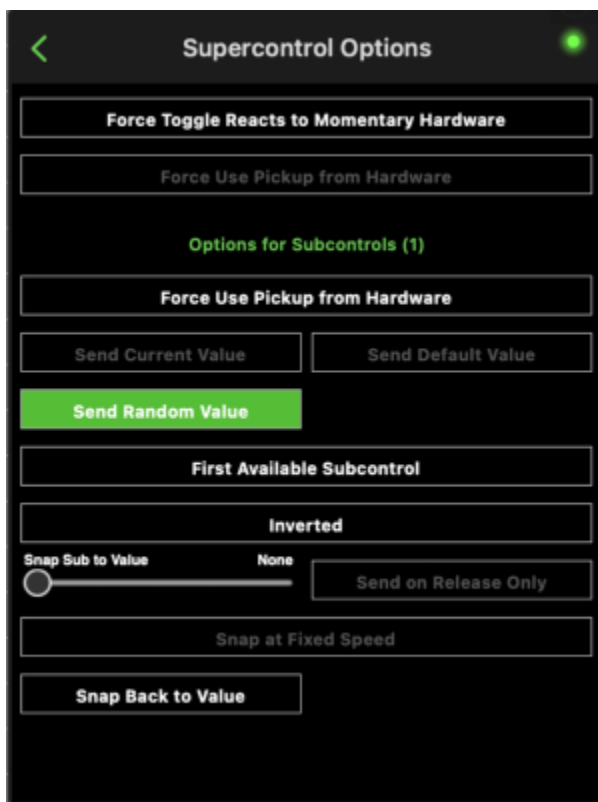 Supercontrol Options
Force Toggle Reacts to Momentary Hardware
Force Use Pickup from Hardware
Options for Subcontrols (1)
Force Use Pickup from Hardware
Send Current Value
Send Default Value
Send Random Value
First Available Subcontrol
Inverted
Snap Sub to Value
None
Send on Release Only
Snap at Fixed Speed
Snap Back to Value